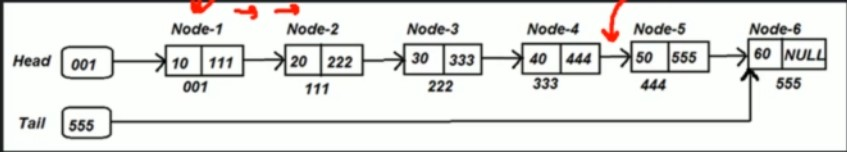 Node-1 Node-2 Node-3 Node-4 Node-5 Node-6
Head 001 10 111 20 222 30 333 40 444 50 555 60 NULL
001 111 222 333 444 555
Tail 555